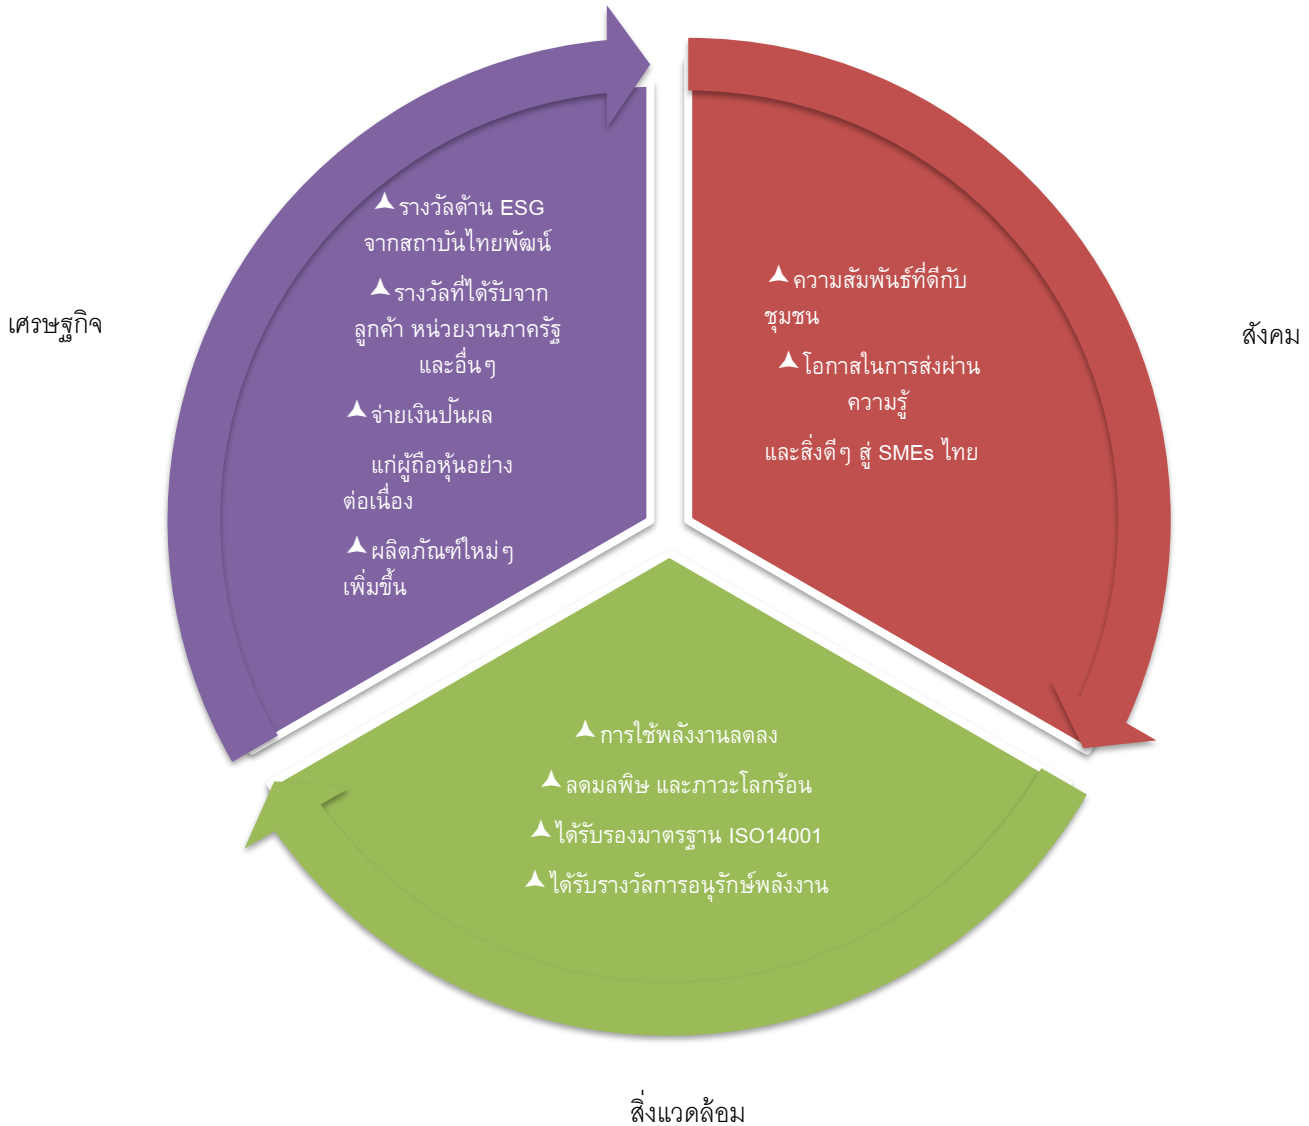 รางวัลด้าน ESG
จากสถาบันไทยพัฒน์
รางวัลที่ได้รับจาก
ลูกค้า หน่วยงานภาครัฐ
และอื่นๆ
จ่ายเงินปันผล
แก่ผู้ถือหุ้นอย่าง
ต่อเนื่อง
ผลิตภัณฑ์ใหม่ๆ
เพิ่มขึ้น
เศรษฐกิจ
ความสัมพันธ์ที่ดีกับ
ชุมชน
โอกาสในการส่งผ่าน
ความรู้
และสิ่งดีๆ สู่ SMEs ไทย
สังคม
การใช้พลังงานลดลง
ลดมลพิษ และภาวะโลกร้อน
ได้รับรองมาตรฐาน ISO14001
ได้รับรางวัลการอนุรักษ์พลังงาน
สิ่งแวดล้อม